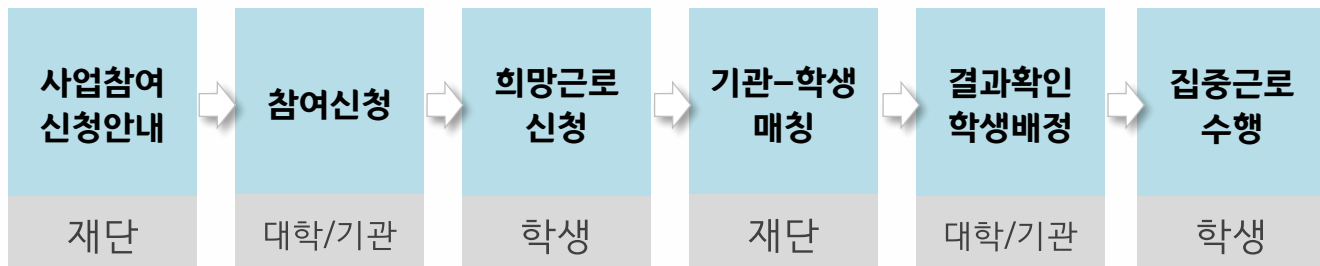 사업참여
신청안내
재단
참여신청
대학/기관
희망근로
신청
학생
기관-학생
매칭
재단
결과확인
학생배정
대학/기관
집중근로
수행
학생